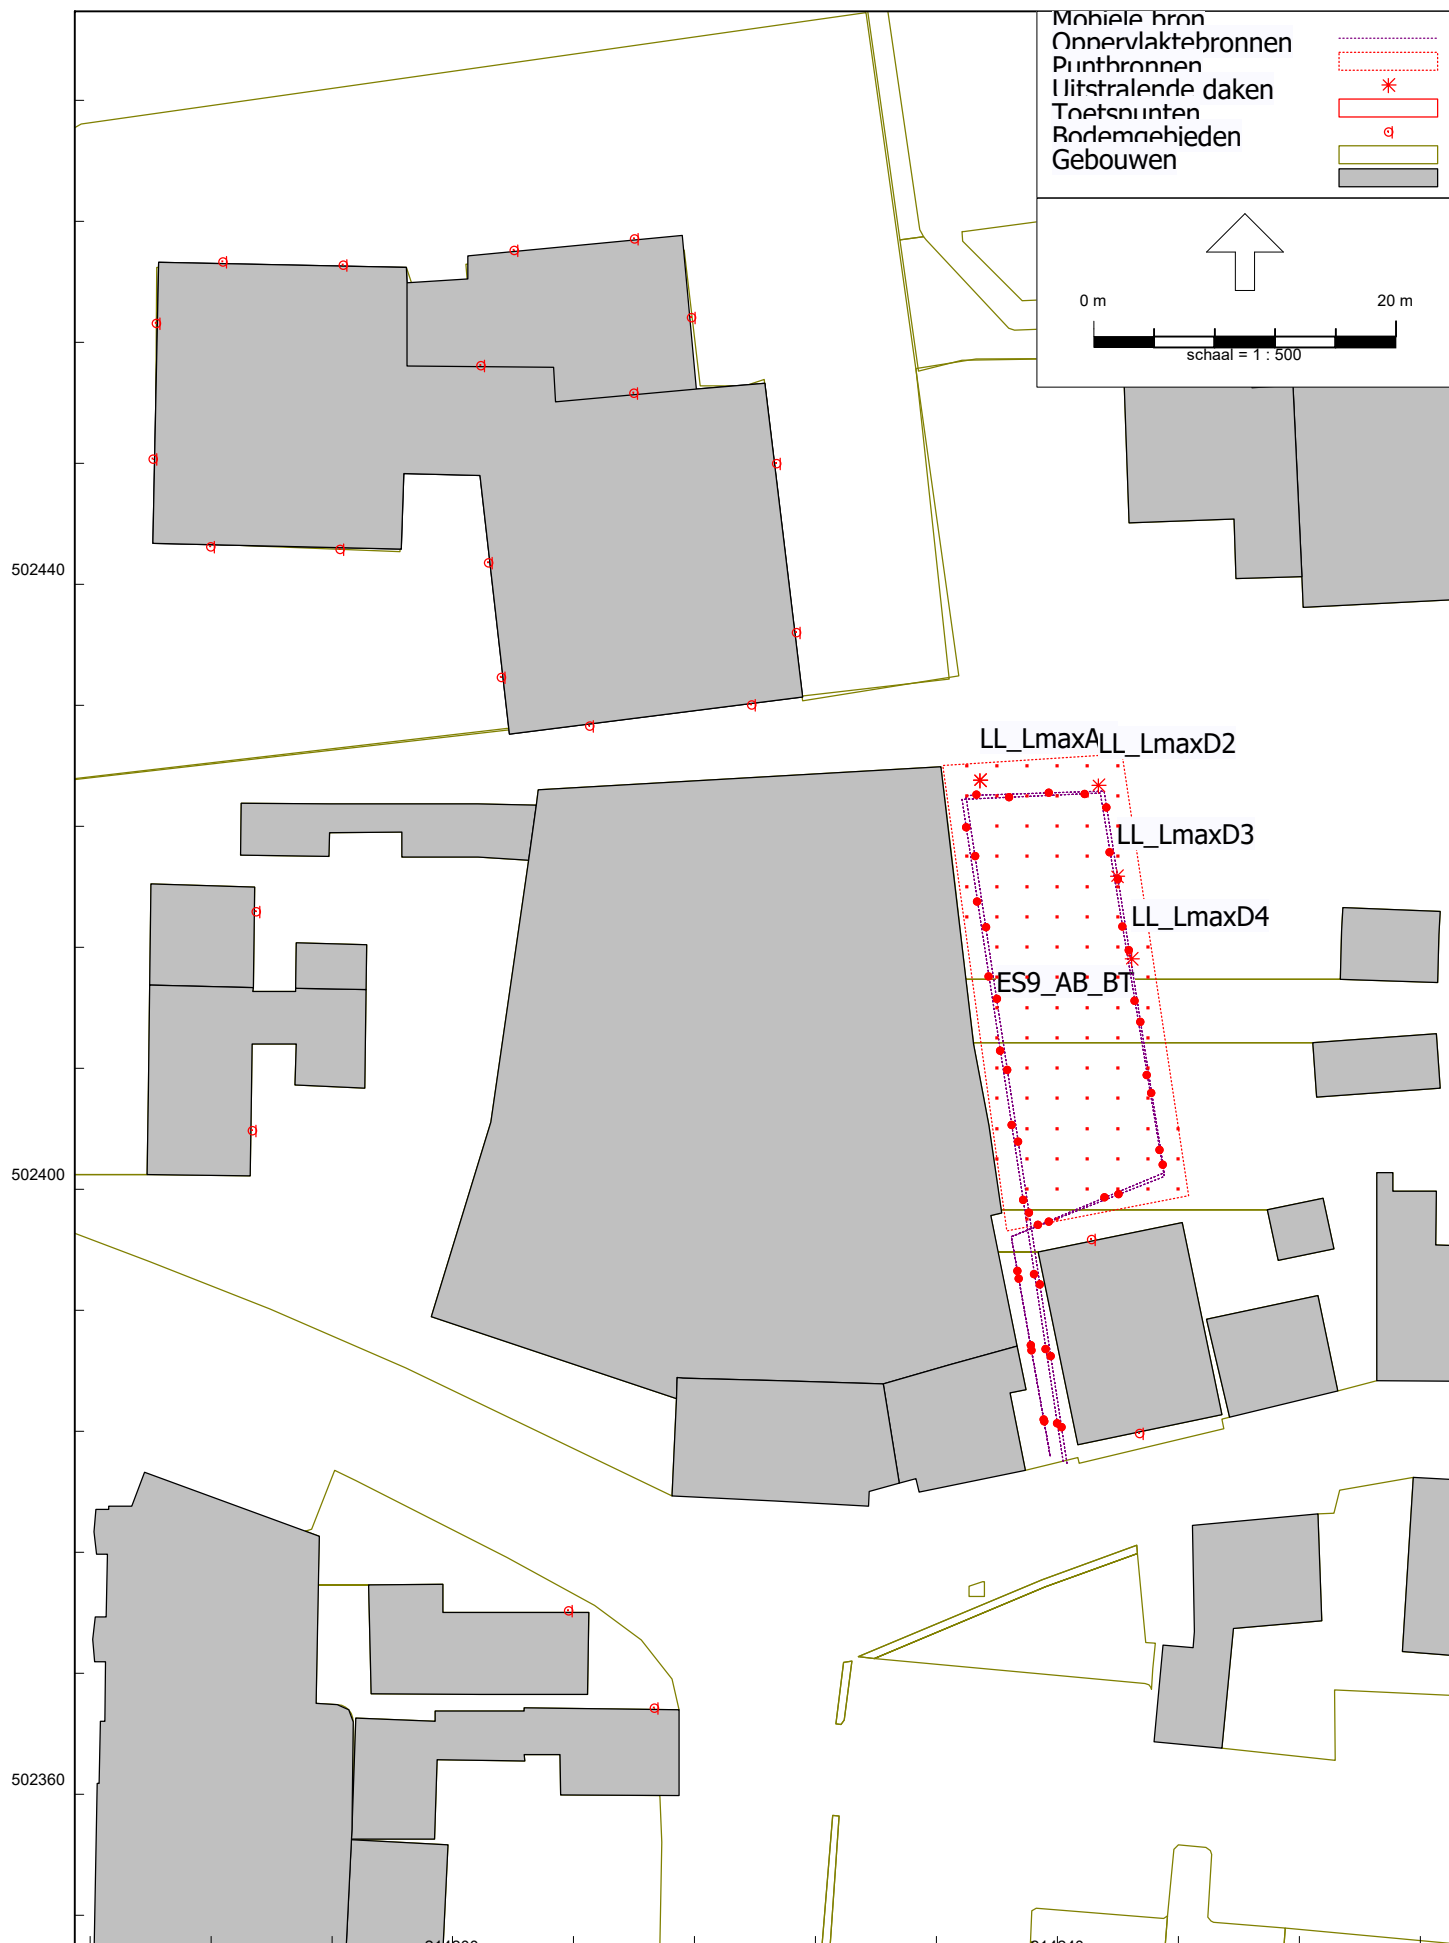 Mobiele bron
Oppervlaktebronnen
Puntbronnen
Uitstralende daken
Toetspunten
Bodemgebieden
Gebouwen
0 m 20 m
schaal = 1 : 500
502440
LL_LmaxA LL_LmaxD2
LL_LmaxD3
LL_LmaxD4
ES9_AB_BT
502400
502360